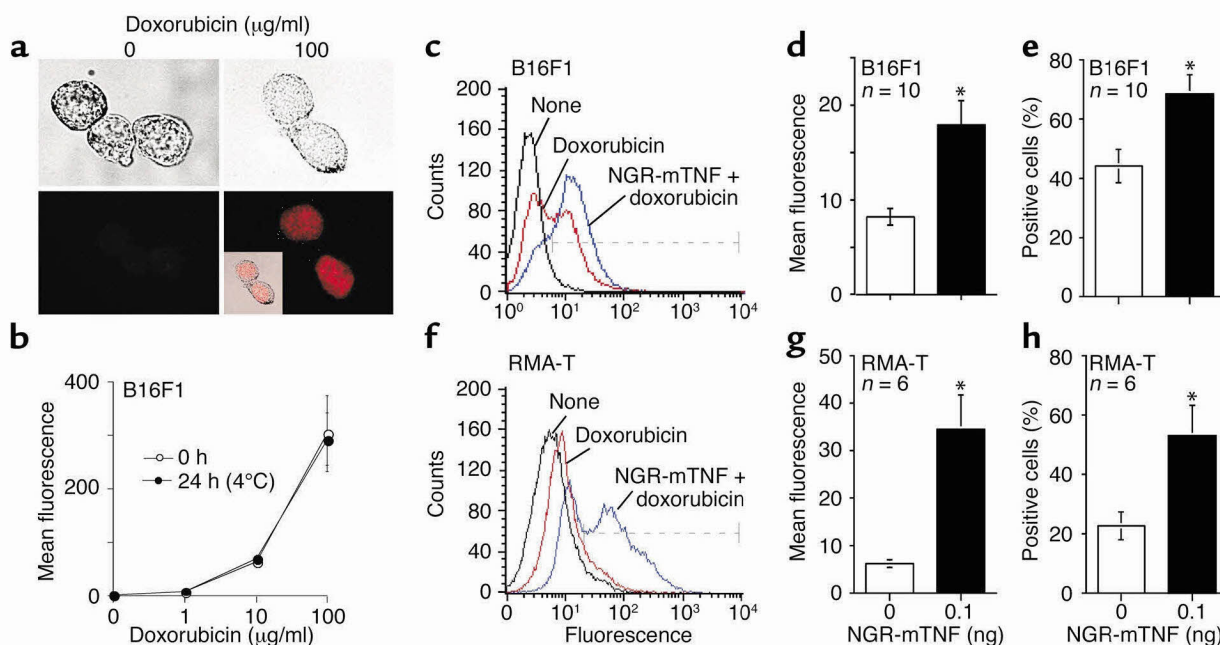 Doxorubicin (μg/ml)
0 100
a
b
B16F1
400
200
0
Mean fluorescence
0 h
24 h (4°C)
0 1 10 100
Doxorubicin (μg/ml)
c
B16F1
200
160
120
80
40
0
Counts
None
Doxorubicin
NGR-mTNF +
doxorubicin
10⁰ 10¹ 10² 10³ 10⁴
d
B16F1
n = 10
*
20
10
0
Mean fluorescence
e
B16F1
n = 10
*
80
60
40
20
0
Positive cells (%)
f
RMA-T
200
160
120
80
40
0
Counts
None
Doxorubicin
NGR-mTNF +
doxorubicin
10⁰ 10¹ 10² 10³ 10⁴
Fluorescence
g
RMA-T
n = 6
*
50
40
30
20
10
0
Mean fluorescence
0 0.1
NGR-mTNF (ng)
h
RMA-T
n = 6
*
80
60
40
20
0
Positive cells (%)
0 0.1
NGR-mTNF (ng)